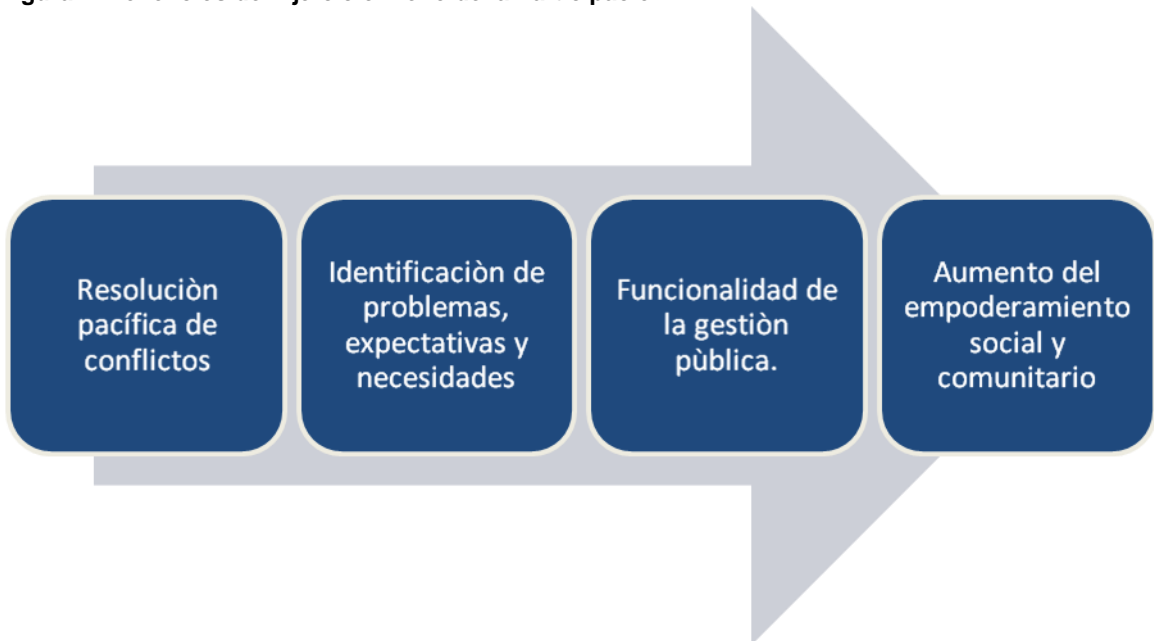 Resoluciòn
pacífica de
conflictos
Identificaciòn de
problemas,
expectativas y
necesidades
Funcionalidad de
la gestiòn
pùblica.
Aumento del
empoderamiento
social y
comunitario